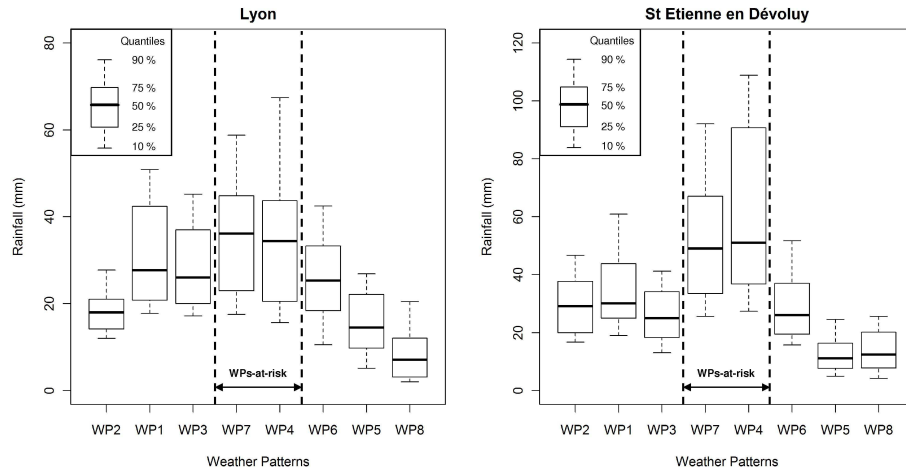 Lyon
Rainfall (mm)
80
60
40
20
0
Quantiles
90 %
75 %
50 %
25 %
10 %
WPs-at-risk
WP2 WP1 WP3 WP7 WP4 WP6 WP5 WP8
Weather Patterns
St Etienne en Dévoluy
Rainfall (mm)
120
100
80
60
40
20
0
Quantiles
90 %
75 %
50 %
25 %
10 %
WPs-at-risk
WP2 WP1 WP3 WP7 WP4 WP6 WP5 WP8
Weather Patterns